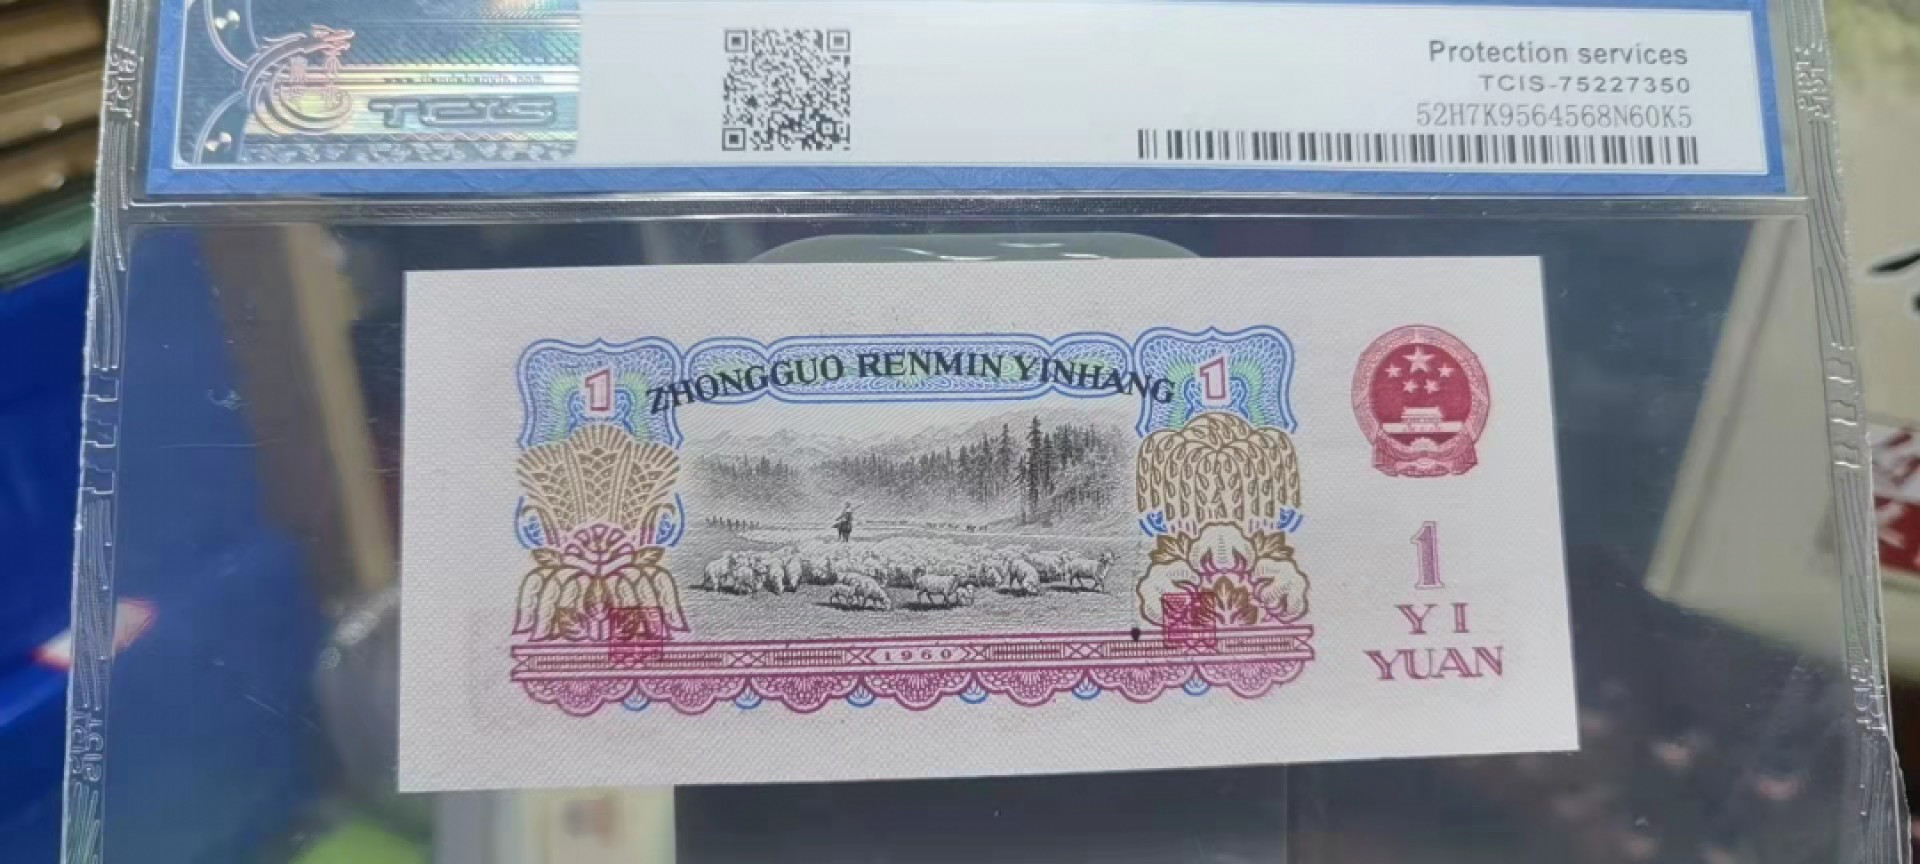 TCIS
Protection services
TCIS-75227350
52H7K9564568N60K5
1
ZHONGGUO RENMIN YINHANG
1
1960
1
YI
YUAN